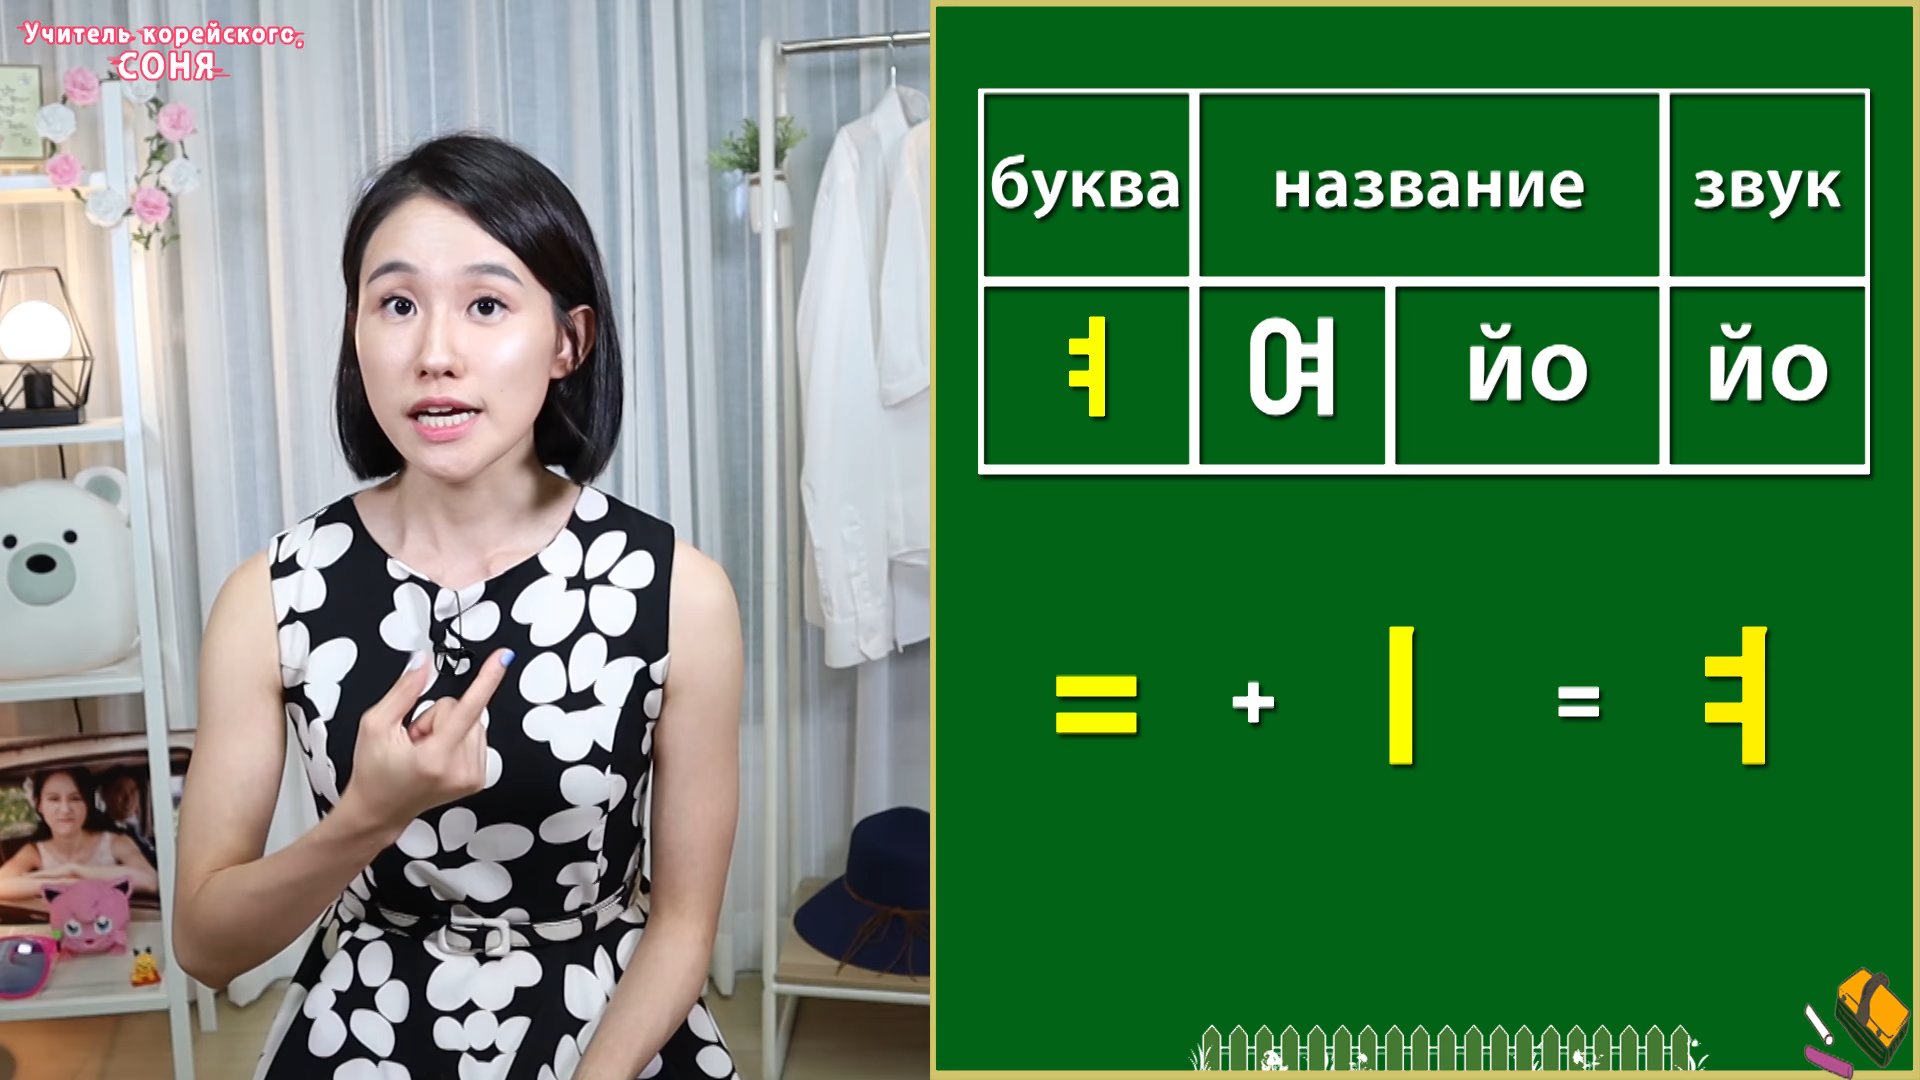 Учитель корейского,
СОНЯ
буква название звук
ㅕ 여 йо йо
= + ㅣ = ㅕ